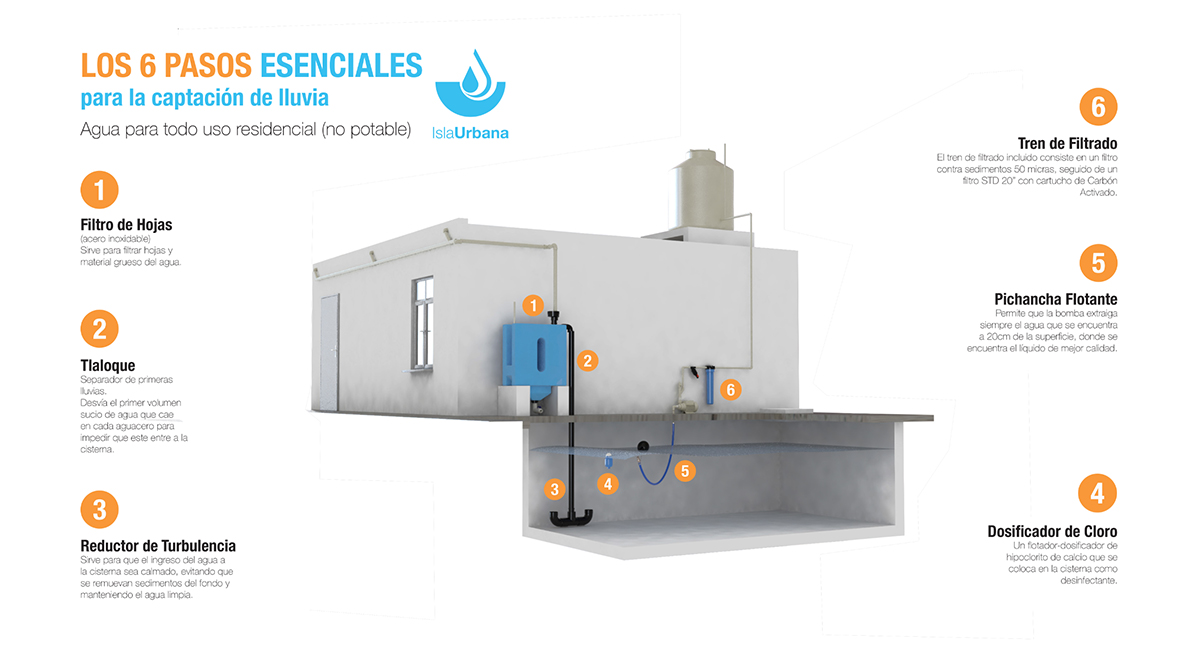 LOS 6 PASOS ESENCIALES
para la captación de lluvia
Agua para todo uso residencial (no potable)
IslaUrbana
1
Filtro de Hojas
(acero inoxidable)
Sirve para filtrar hojas y
material grueso del agua.
2
Tlaloque
Separador de primeras
lluvias.
Desvía el primer volumen
sucio de agua que cae
en cada aguacero para
impedir que este entre a la
cisterna.
3
Reductor de Turbulencia
Sirve para que el ingreso del agua a
la cisterna sea calmado, evitando que
se remuevan sedimentos del fondo y
manteniendo el agua limpia.
1
2
3
4
5
6
6
Tren de Filtrado
El tren de filtrado incluido consiste en un filtro
contra sedimentos 50 micras, seguido de un
filtro STD 20" con cartucho de Carbón
Activado.
5
Pichancha Flotante
Permite que la bomba extraiga
siempre el agua que se encuentra
a 20cm de la superficie, donde se
encuentra el líquido de mejor calidad.
4
Dosificador de Cloro
Un flotador-dosificador de
hipoclorito de calcio que se
coloca en la cisterna como
desinfectante.